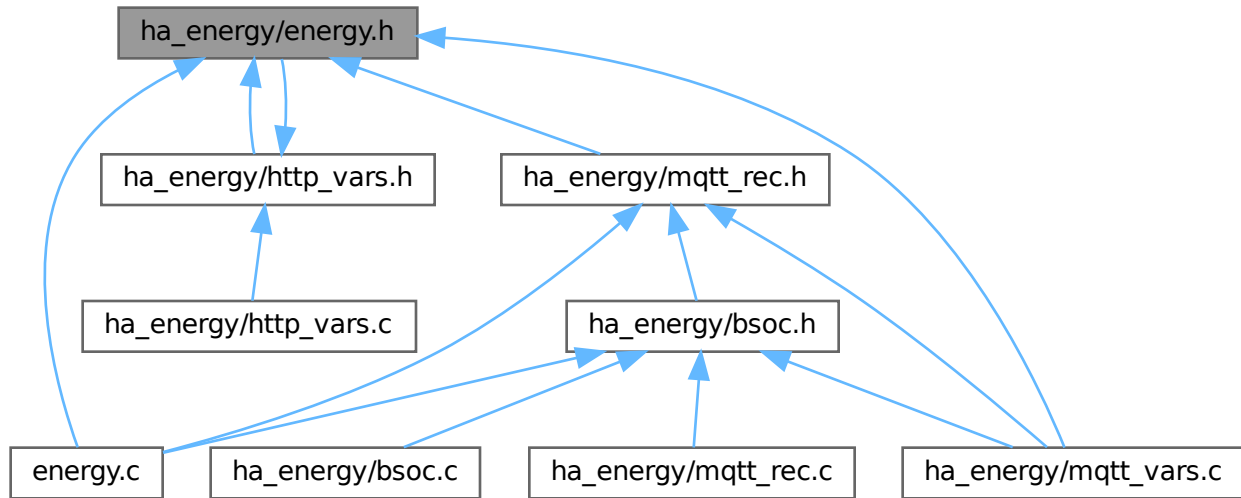 ha_energy/energy.h
ha_energy/http_vars.h
ha_energy/mqtt_rec.h
ha_energy/http_vars.c
ha_energy/bsoc.h
energy.c
ha_energy/bsoc.c
ha_energy/mqtt_rec.c
ha_energy/mqtt_vars.c